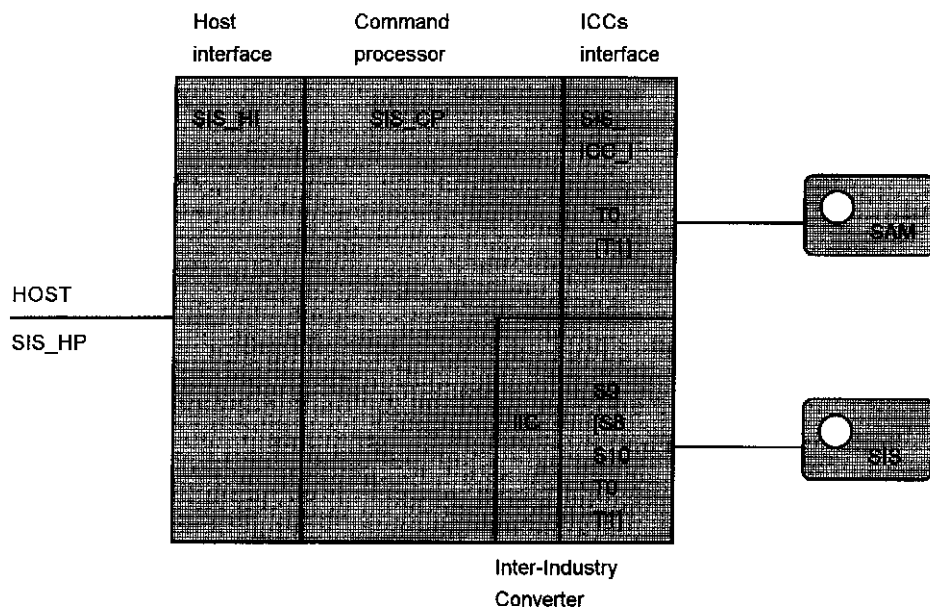 Host
interface
Command
processor
ICCs
interface
SIS_HI
SIS_CP
SIS_
ICC_I
T0
[T1]
SAM
HOST
SIS_HP
IIC
S9
[S8
S10
T0
T1]
SIS
Inter-Industry
Converter